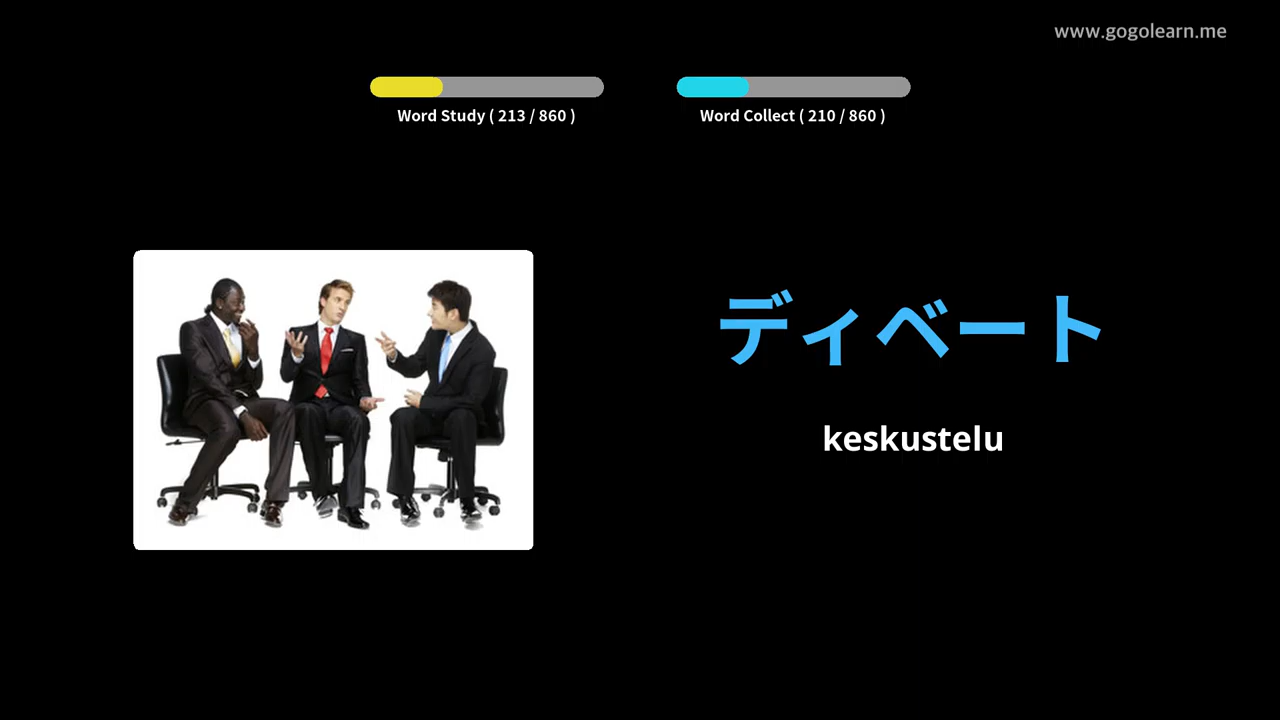 www.gogolearn.me
Word Study ( 213 / 860 )
Word Collect ( 210 / 860 )
ディベート
keskustelu